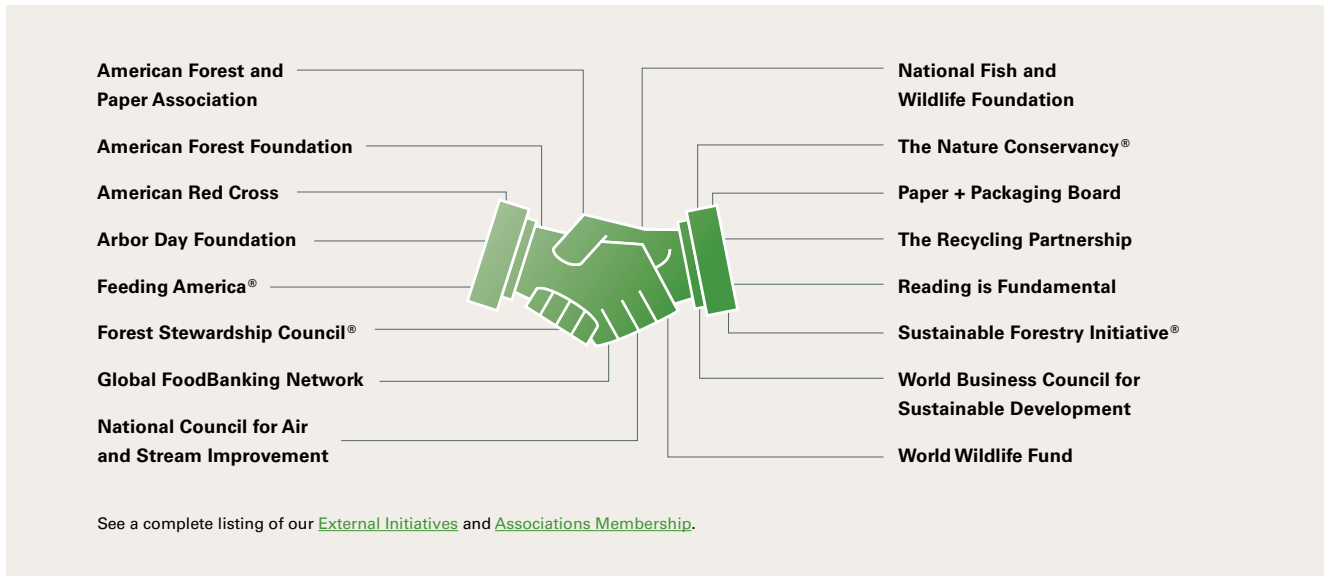 American Forest and
Paper Association
American Forest Foundation
American Red Cross
Arbor Day Foundation
Feeding America®
Forest Stewardship Council®
Global FoodBanking Network
National Council for Air
and Stream Improvement
National Fish and
Wildlife Foundation
The Nature Conservancy®
Paper + Packaging Board
The Recycling Partnership
Reading is Fundamental
Sustainable Forestry Initiative®
World Business Council for
Sustainable Development
World Wildlife Fund
See a complete listing of our External Initiatives and Associations Membership.